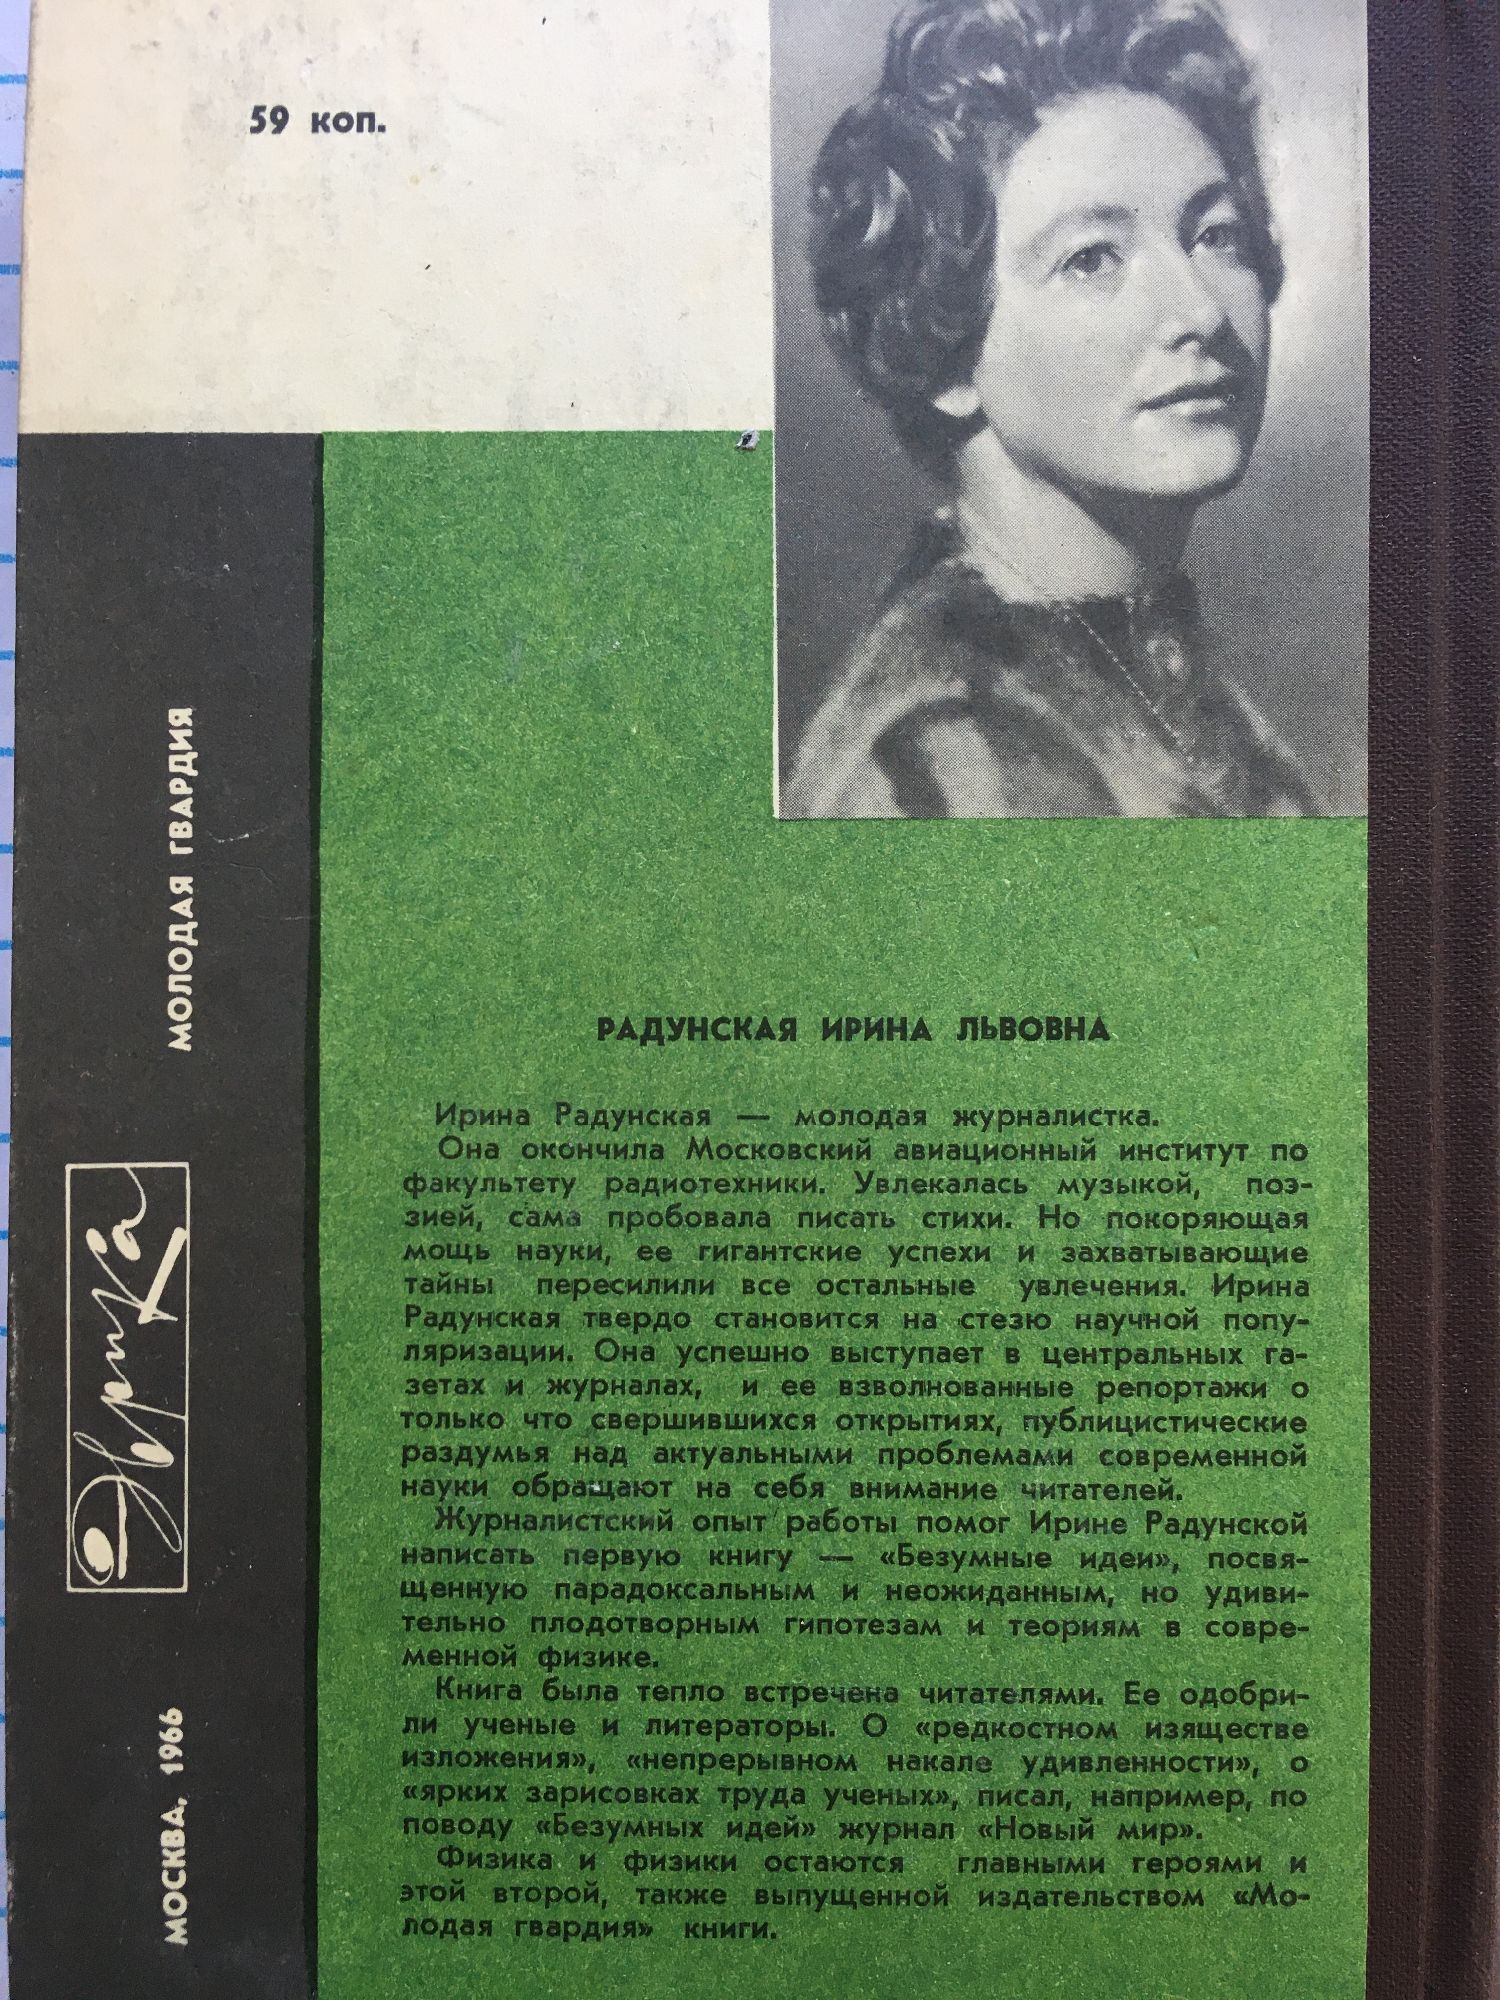 59 коп.
МОЛОДАЯ ГВАРДИЯ
Эврика
МОСКВА, 1966
РАДУНСКАЯ ИРИНА ЛЬВОВНА
Ирина Радунская — молодая журналистка.
Она окончила Московский авиационный институт по
факультету радиотехники. Увлекалась музыкой, поэ-
зией, сама пробовала писать стихи. Но покоряющая
мощь науки, ее гигантские успехи и захватывающие
тайны пересилили все остальные увлечения. Ирина
Радунская твердо становится на стезю научной попу-
ляризации. Она успешно выступает в центральных га-
зетах и журналах, и ее взволнованные репортажи о
только что свершившихся открытиях, публицистические
раздумья над актуальными проблемами современной
науки обращают на себя внимание читателей.
Журналистский опыт работы помог Ирине Радунской
написать первую книгу — «Безумные идеи», посвя-
щенную парадоксальным и неожиданным, но удиви-
тельно плодотворным гипотезам и теориям в совре-
менной физике.
Книга была тепло встречена читателями. Ее одобри-
ли ученые и литераторы. О «редкостном изяществе
изложения», «непрерывном накале удивленности», о
«ярких зарисовках труда ученых», писал, например, по
поводу «Безумных идей» журнал «Новый мир».
Физика и физики остаются главными героями и
этой второй, также выпущенной издательством «Мо-
лодая гвардия» книги.